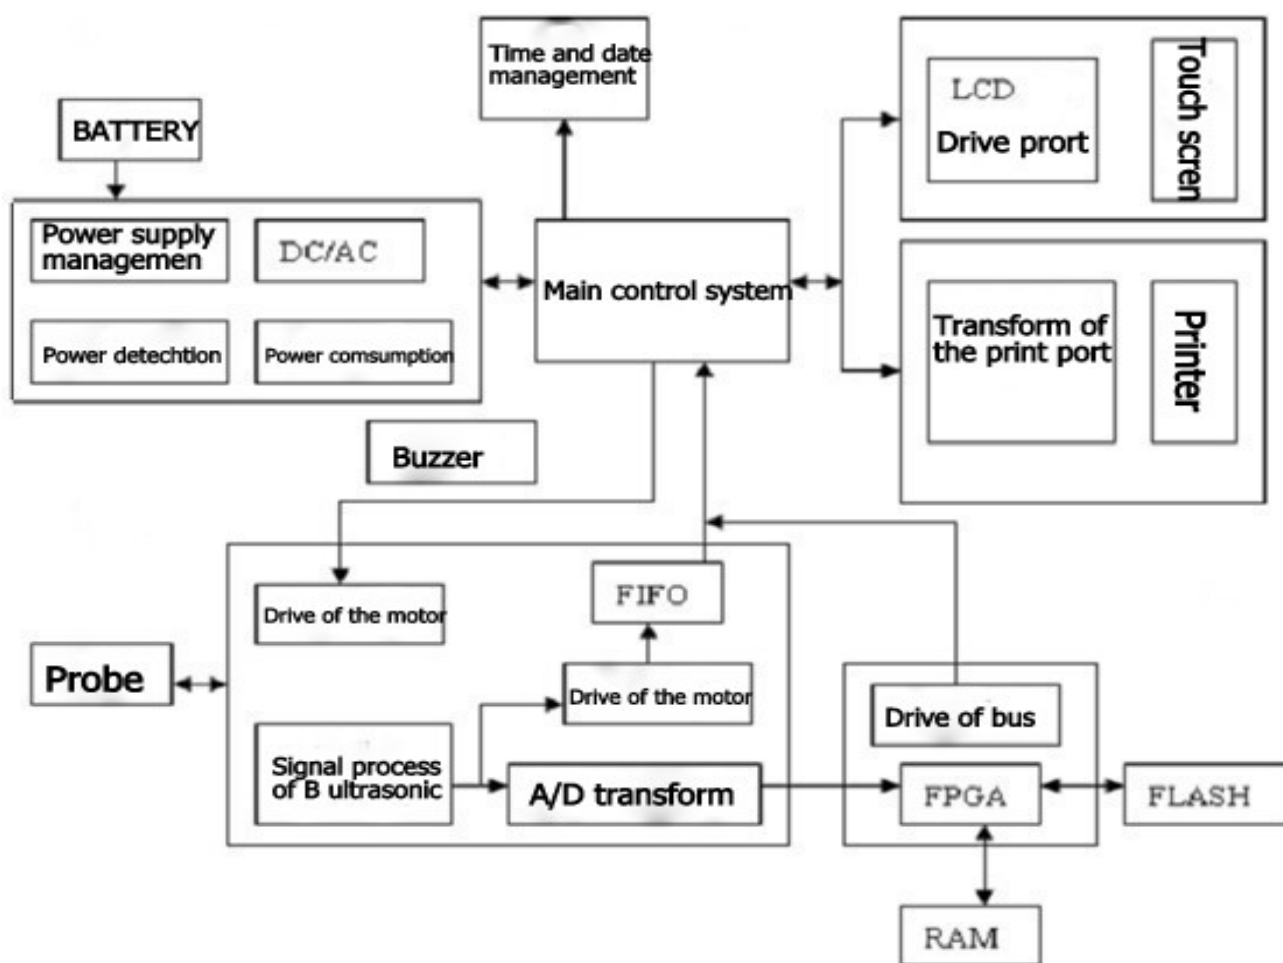 Time and date
management
LCD
Drive prort
Touch scren
BATTERY
Power supply
managemen
DC/AC
Main control system
Power detechtion
Power comsumption
Transform of
the print port
Printer
Buzzer
Drive of the motor
FIFO
Probe
Drive of the motor
Drive of bus
Signal process
of B ultrasonic
A/D transform
FPGA
FLASH
RAM